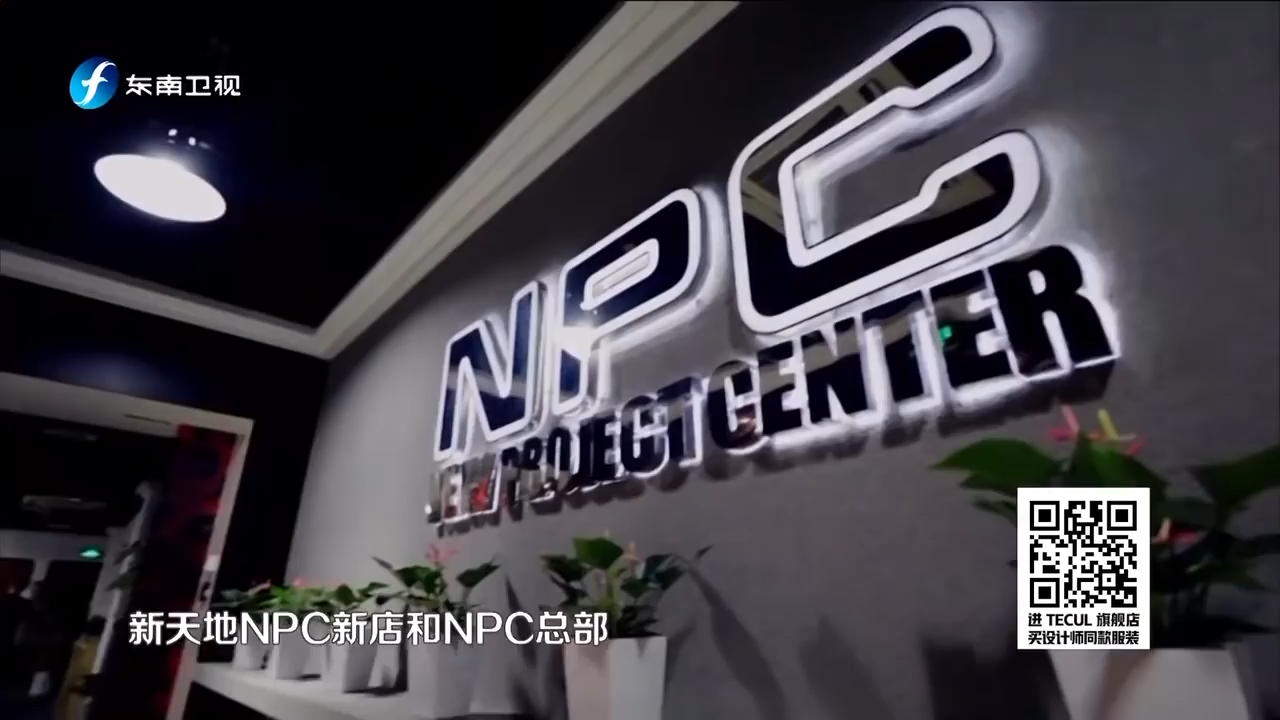 东南卫视
NPC
NEW PROJECT CENTER
新天地NPC新店和NPC总部
进 TECUL 旗舰店
买设计师同款服装